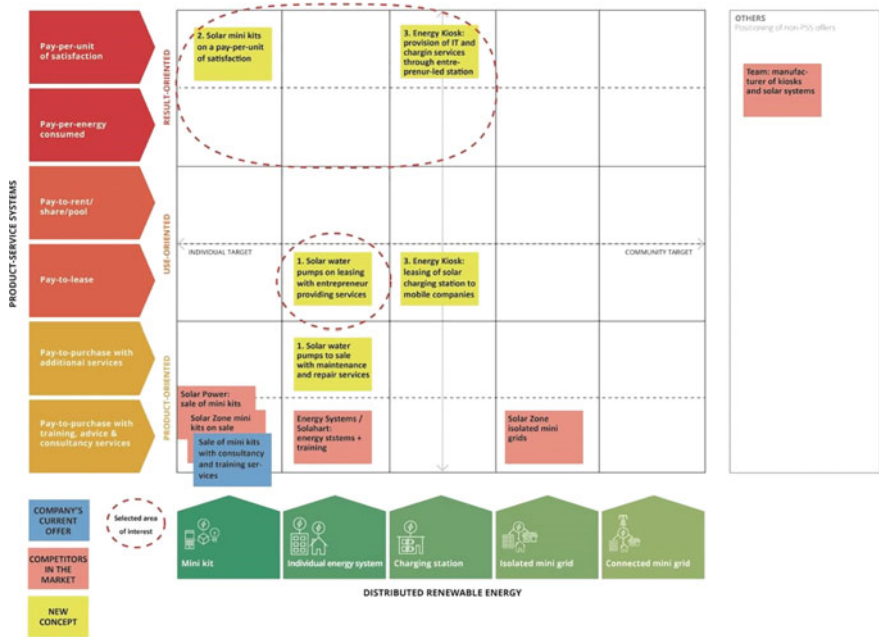 OTHERS
Positioning of non-PSS offers
Team: manufac-
turer of kiosks
and solar systems
PRODUCT-SERVICE SYSTEMS
Pay-per-unit
of satisfaction
Pay-per-energy
consumed
Pay-to-rent/
share/pool
Pay-to-lease
Pay-to-purchase with
additional services
Pay-to-purchase with
training, advice &
consultancy services
RESULT-ORIENTED
USE-ORIENTED
PRODUCT-ORIENTED
2. Solar mini kits
on a pay-per-unit
of satisfaction
3. Energy Kiosk:
provision of IT and
chargin services
through entre-
prenur-led station
INDIVIDUAL TARGET
COMMUNITY TARGET
1. Solar water
pumps on leasing
with entrepreneur
providing services
3. Energy Kiosk:
leasing of solar
charging station to
mobile companies
1. Solar water
pumps to sale
with maintenance
and repair services
Solar Power:
sale of mini kits
Solar Zone mini
kits on sale
Sale of mini kits
with consultancy
and training ser-
vices
Energy Systems /
Solahart:
energy ststems +
training
Solar Zone
isolated mini
grids
COMPANY'S
CURRENT
OFFER
Selected area
of interest
COMPETITORS
IN THE
MARKET
NEW
CONCEPT
Mini kit
Individual energy system
Charging station
Isolated mini grid
Connected mini grid
DISTRIBUTED RENEWABLE ENERGY